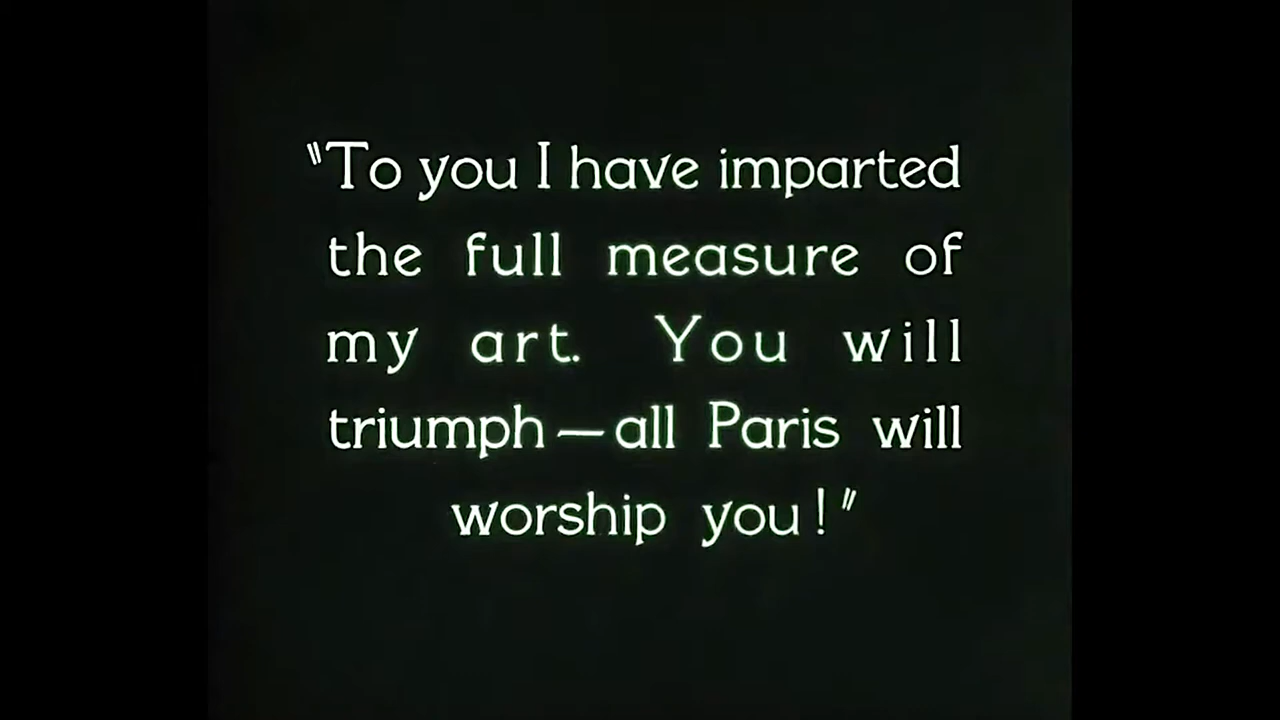 "To you I have imparted
the full measure of
my art. You will
triumph—all Paris will
worship you!"